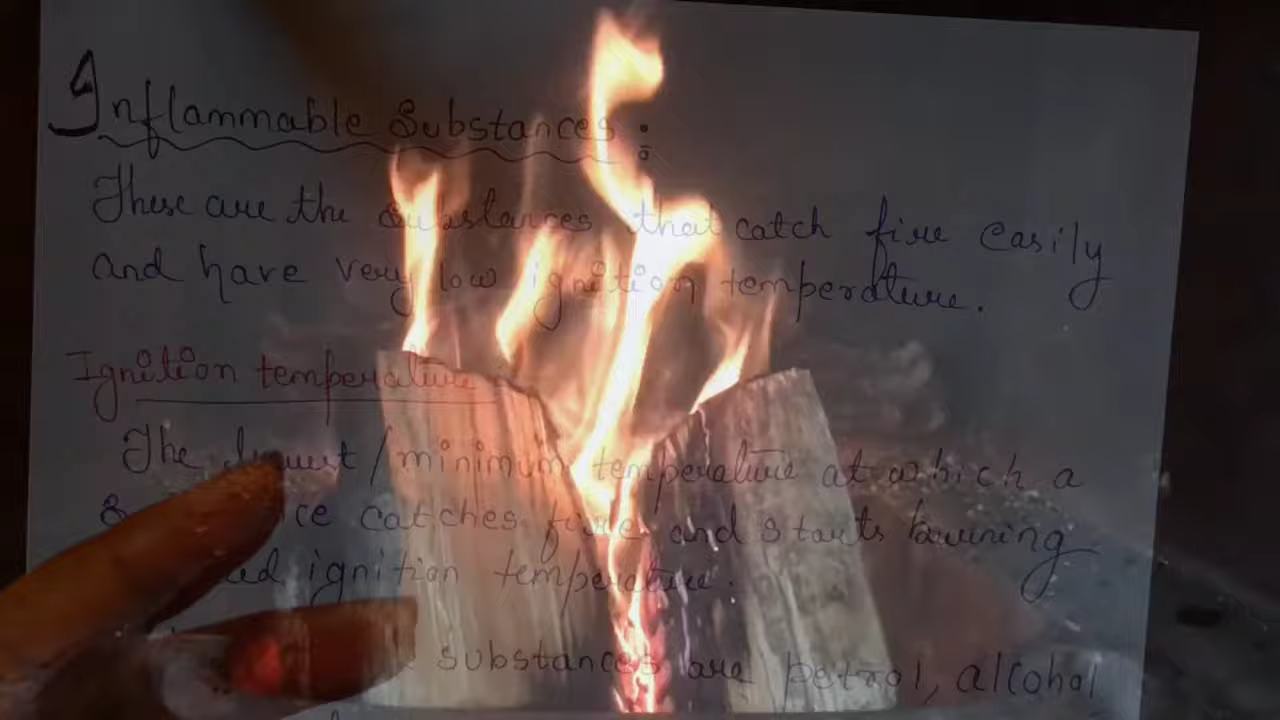 Inflammable Substances :
These are the substances that catch fire easily
and have very low ignition temperature.
Ignition temperature :
The lowest / minimum temperature at which a
catches fire and starts burning
ignition temperature.
substances are petrol, alcohol